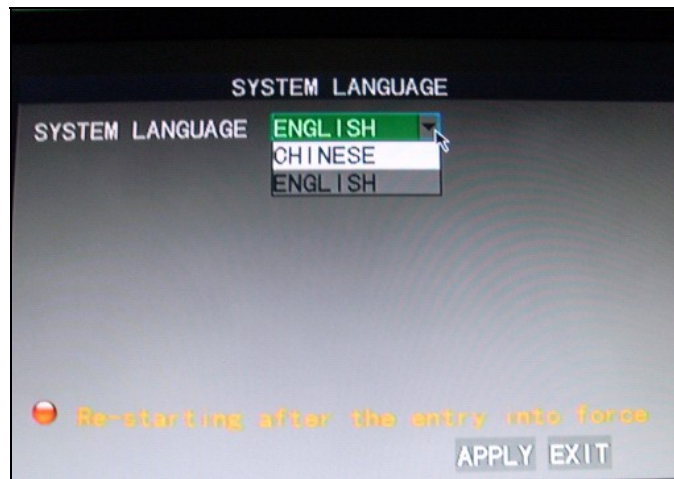 SYSTEM LANGUAGE
SYSTEM LANGUAGE ENGLISH
CHINESE
ENGLISH
Re-starting after the entry into force
APPLY EXIT